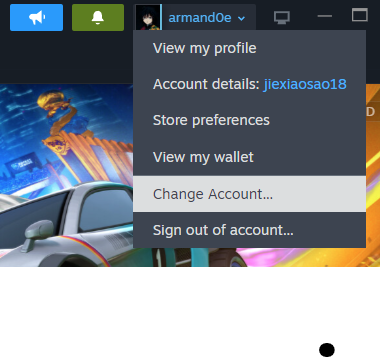 armand0e
View my profile
Account details: jiexiaosao18
Store preferences
View my wallet
Change Account...
Sign out of account...
D